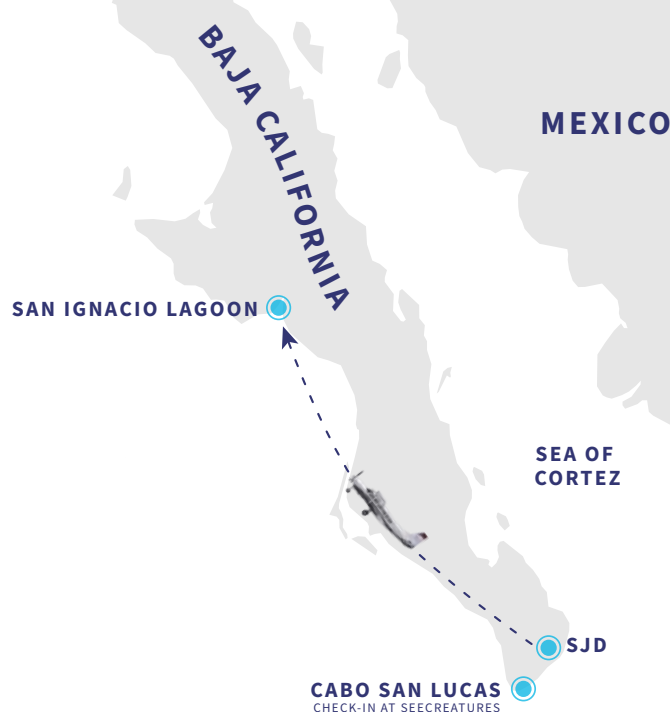 BAJA CALIFORNIA
MEXICO
SAN IGNACIO LAGOON
SEA OF
CORTEZ
SJD
CABO SAN LUCAS
CHECK-IN AT SEECREATURES